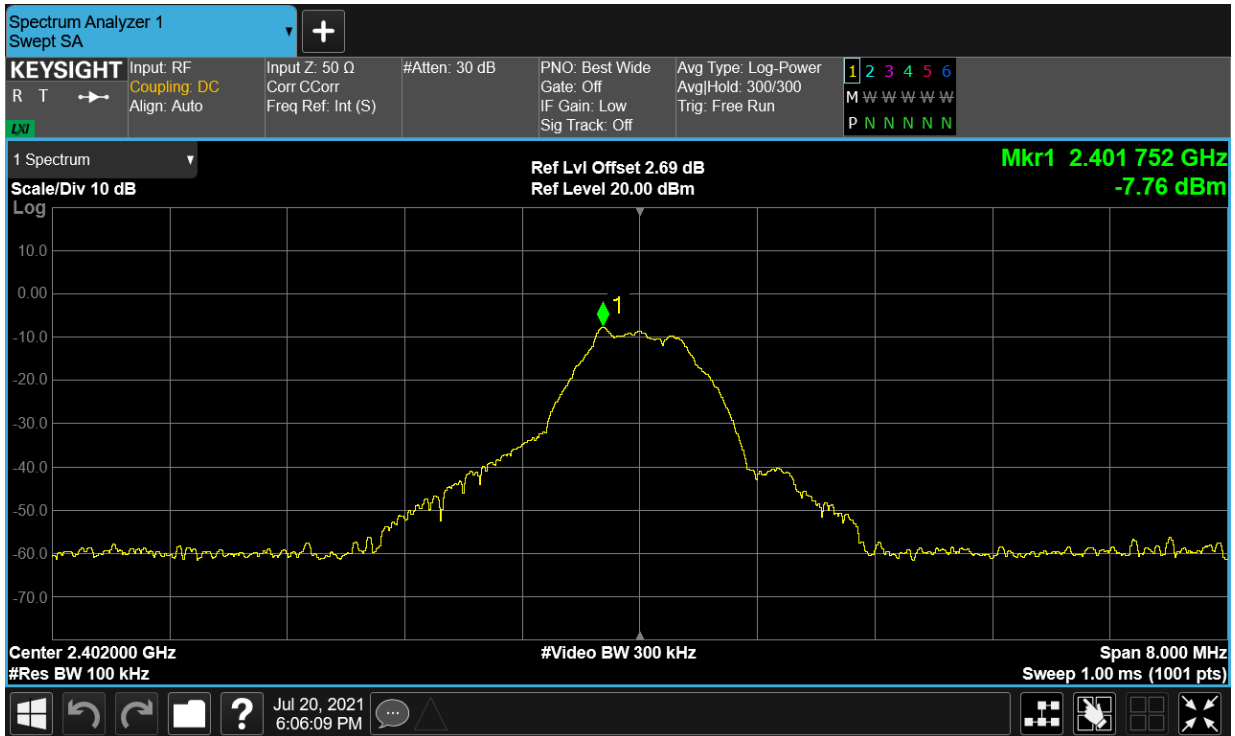 Spectrum Analyzer 1
Swept SA
KEYSIGHT
R T
LXI
Input: RF
Coupling: DC
Align: Auto
Input Z: 50 Ω
Corr CCorr
Freq Ref: Int (S)
#Atten: 30 dB
PNO: Best Wide
Gate: Off
IF Gain: Low
Sig Track: Off
Avg Type: Log-Power
Avg|Hold: 300/300
Trig: Free Run
1 2 3 4 5 6
M W W W W W
P N N N N N
1 Spectrum
Scale/Div 10 dB
Log
Ref Lvl Offset 2.69 dB
Ref Level 20.00 dBm
Mkr1 2.401 752 GHz
-7.76 dBm
10.0
0.00
1
-10.0
-20.0
-30.0
-40.0
-50.0
-60.0
-70.0
Center 2.402000 GHz
#Res BW 100 kHz
#Video BW 300 kHz
Span 8.000 MHz
Sweep 1.00 ms (1001 pts)
?
Jul 20, 2021
6:06:09 PM